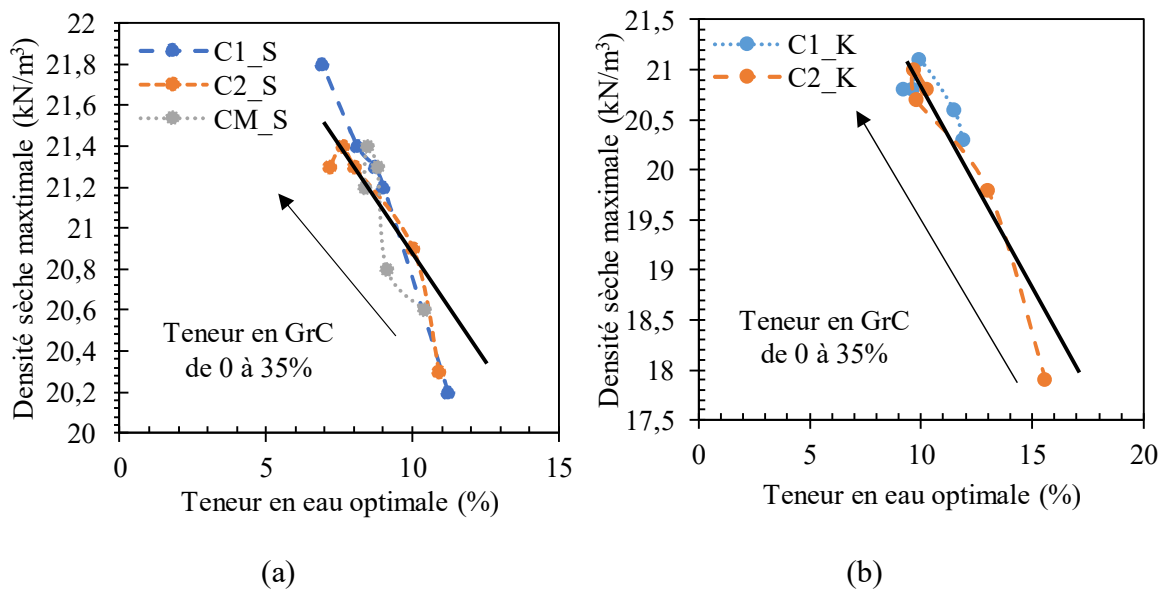 Densité sèche maxtimale (kN/m³)
22
21,8
21,6
21,4
21,2
21
20,8
20,6
20,4
20,2
20
C1_S
C2_S
CM_S
Teneur en GrC
de 0 à 35%
0
5
10
15
Teneur en eau optimale (%)
(a)
Densité sèche maximale (kN/m³)
21,5
21
20,5
20
19,5
19
18,5
18
17,5
C1_K
C2_K
Teneur en GrC
de 0 à 35%
0
5
10
15
20
Teneur en eau optimale (%)
(b)